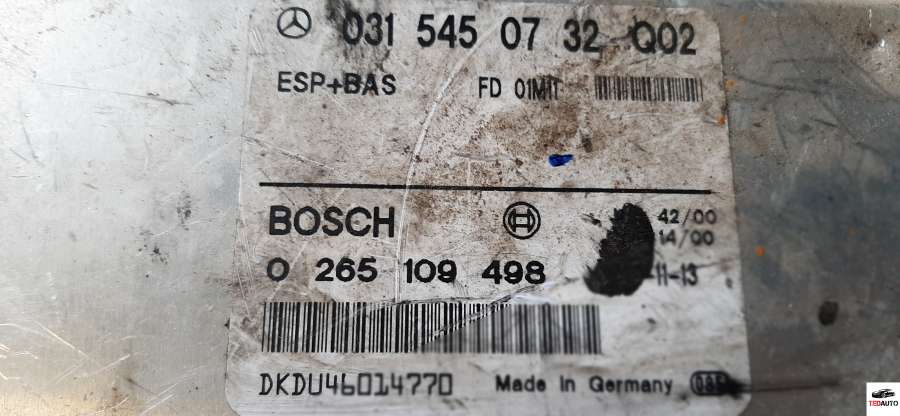 031 545 07 32 Q02
ESP+BAS FD 01M11
BOSCH 42/00
14/00
0 265 109 498 11-13
DKDU46014770 Made in Germany
TEDAUTO